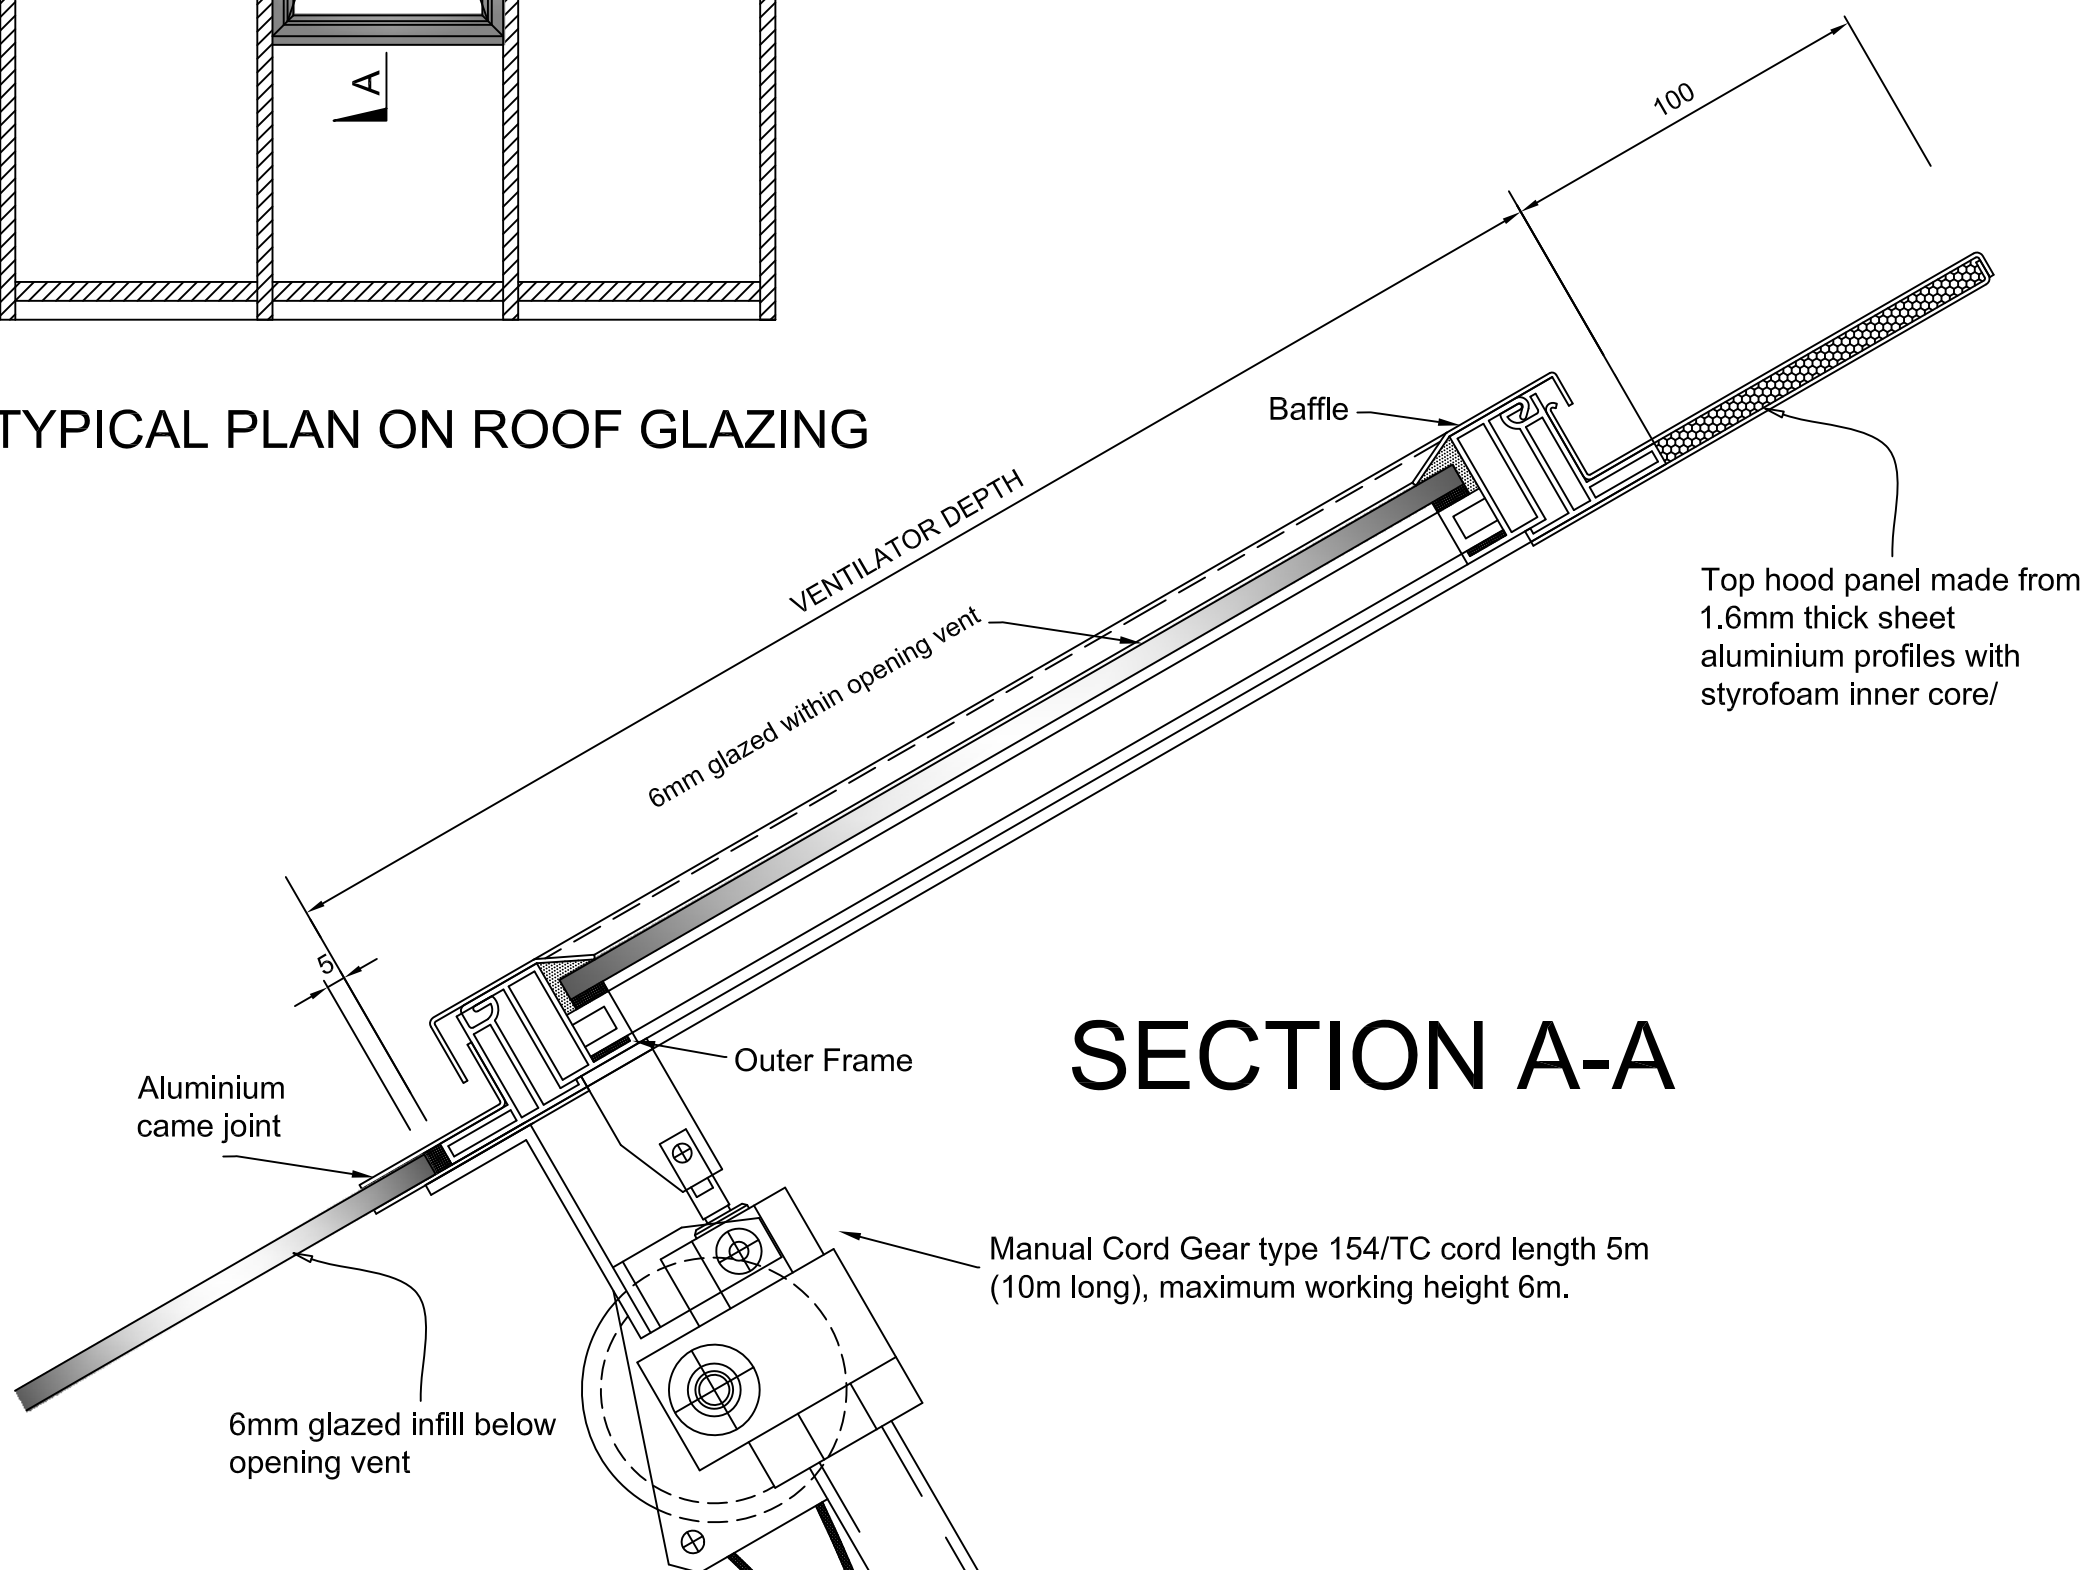 A
100
TYPICAL PLAN ON ROOF GLAZING
Baffle
VENTILATOR DEPTH
6mm glazed within opening vent
Top hood panel made from
1.6mm thick sheet
aluminium profiles with
styrofoam inner core/
5
SECTION A-A
Outer Frame
Aluminium
came joint
Manual Cord Gear type 154/TC cord length 5m
(10m long), maximum working height 6m.
6mm glazed infill below
opening vent